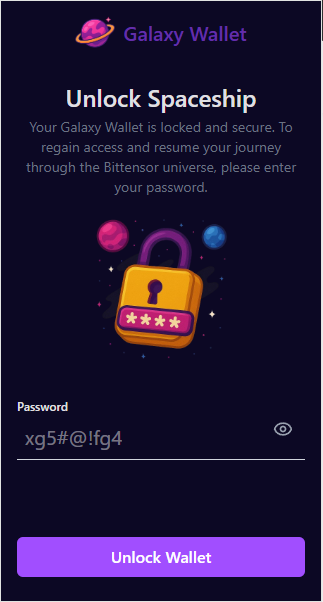 Galaxy Wallet
Unlock Spaceship
Your Galaxy Wallet is locked and secure. To
regain access and resume your journey
through the Bittensor universe, please enter
your password.
****
Password
xg5#@!fg4
Unlock Wallet